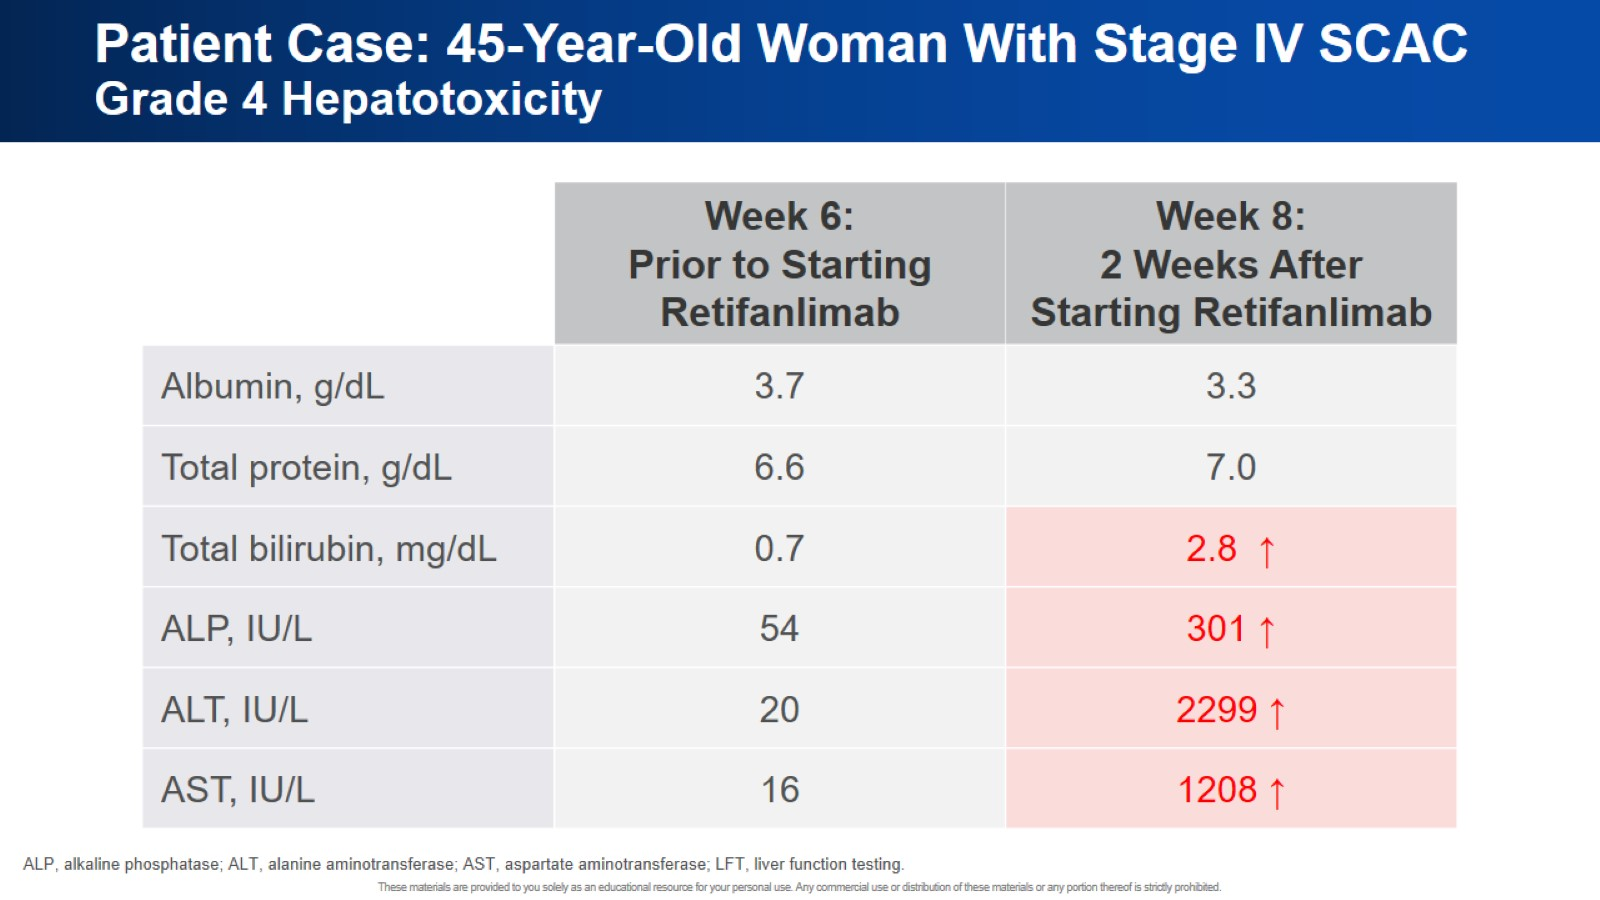 Patient Case: 45-Year-Old Woman With Stage IV SCAC
Grade 4 Hepatotoxicity
Week 6:
Prior to Starting
Retifanlimab
Week 8:
2 Weeks After
Starting Retifanlimab
Albumin, g/dL 3.7 3.3
Total protein, g/dL 6.6 7.0
Total bilirubin, mg/dL 0.7 2.8 ↑
ALP, IU/L 54 301 ↑
ALT, IU/L 20 2299 ↑
AST, IU/L 16 1208 ↑
ALP, alkaline phosphatase; ALT, alanine aminotransferase; AST, aspartate aminotransferase; LFT, liver function testing.
These materials are provided to you solely as an educational resource for your personal use. Any commercial use or distribution of these materials or any portion thereof is strictly prohibited.